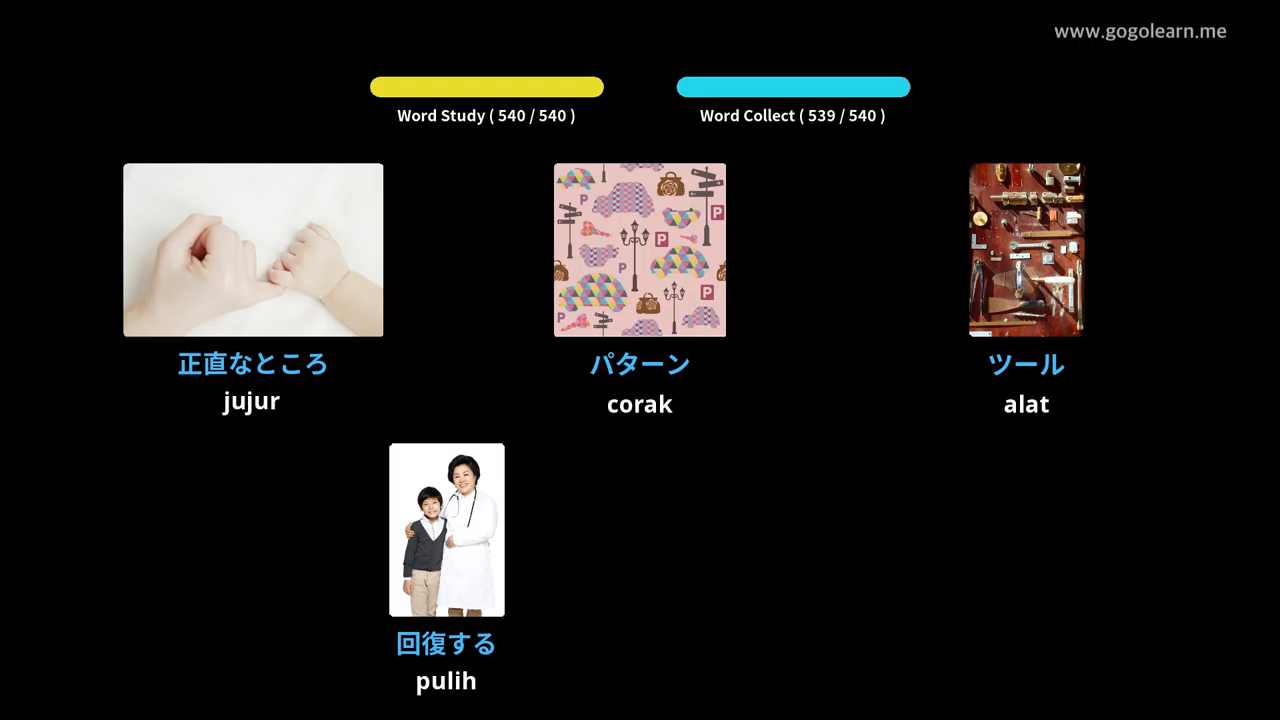 www.gogolearn.me
Word Study ( 540 / 540 )
Word Collect ( 539 / 540 )
P
P
P
P
P
P
正直なところ
jujur
パターン
corak
ツール
alat
回復する
pulih